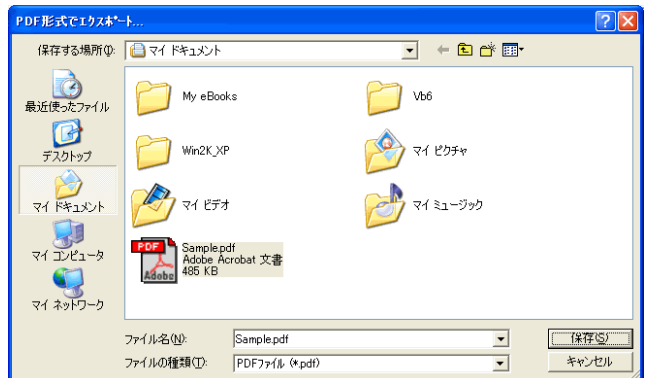 PDF形式でｴｸｽﾎﾟｰﾄ...
保存する場所(I):
マイ ドキュメント
最近使ったファイル
デスクトップ
マイ ドキュメント
マイ コンピュータ
マイ ネットワーク
My eBooks
Vb6
Win2K_XP
マイ ピクチャ
マイ ビデオ
マイ ミュージック
PDF
Adobe
Sample.pdf
Adobe Acrobat 文書
485 KB
ファイル名(N):
Sample.pdf
保存(S)
ファイルの種類(T):
PDFﾌｧｲﾙ (*.pdf)
キャンセル